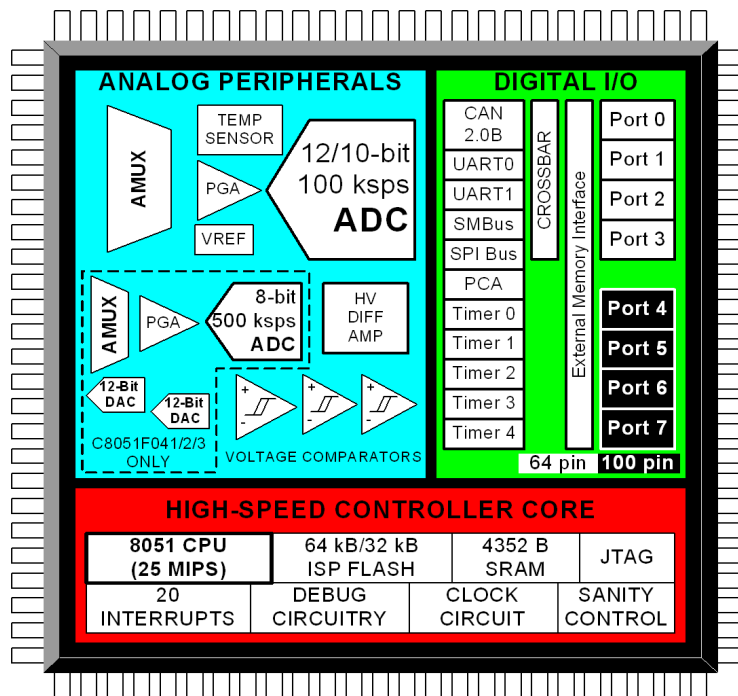 ANALOG PERIPHERALS
AMUX
TEMP
SENSOR
PGA
VREF
12/10-bit
100 ksps
ADC
AMUX
PGA
8-bit
500 ksps
ADC
HV
DIFF
AMP
12-Bit
DAC
12-Bit
DAC
+
-
+
-
+
-
C8051F041/2/3
ONLY
VOLTAGE COMPARATORS
DIGITAL I/O
CAN
2.0B
UART0
UART1
SMBus
SPI Bus
PCA
Timer 0
Timer 1
Timer 2
Timer 3
Timer 4
CROSSBAR
External Memory Interface
Port 0
Port 1
Port 2
Port 3
Port 4
Port 5
Port 6
Port 7
64 pin 100 pin
HIGH-SPEED CONTROLLER CORE
8051 CPU
(25 MIPS)
64 kB/32 kB
ISP FLASH
4352 B
SRAM
JTAG
20
INTERRUPTS
DEBUG
CIRCUITRY
CLOCK
CIRCUIT
SANITY
CONTROL